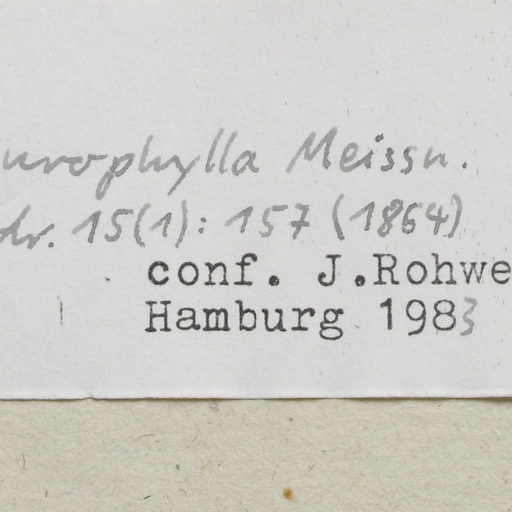 urophylla Meissn.
dr. 15(1): 157 (1864)
conf. J.Rohwe
Hamburg 1983